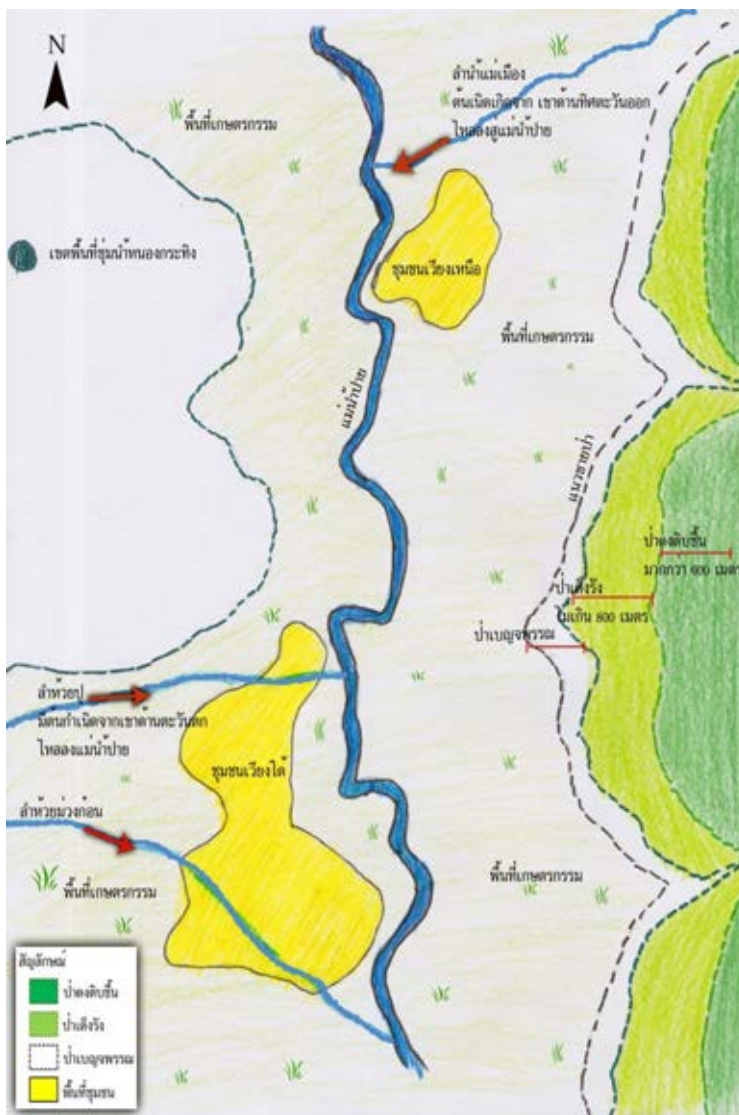 N
ลำน้ำแม่เมือง
ต้นเนิดเกิดจาก เขาด้านทิศตะวันออก
ไหลลงสู่แม่น้ำปาย
พื้นที่เกษตรกรรม
เขตพื้นที่ชุ่มน้ำหนองกระทิง
ชุมชนเวียงเหนือ
พื้นที่เกษตรกรรม
แม่น้ำปาย
แนวชายป่า
ป่าดงดิบชื้น
มากกว่า 600 เมตร
ป่าเต็งรัง
ไม่เกิน 800 เมตร
ป่าเบญจพรรณ
ลำห้วยปู
มีต้นกำเนิดจากเขาด้านตะวันตก
ไหลลงแม่น้ำปาย
ชุมชนเวียงใต้
ลำห้วยม่วงก๋อน
พื้นที่เกษตรกรรม
พื้นที่เกษตรกรรม
สัญลักษณ์
ป่าดงดิบชื้น
ป่าเต็งรัง
ป่าเบญจพรรณ
พื้นที่ชุมชน